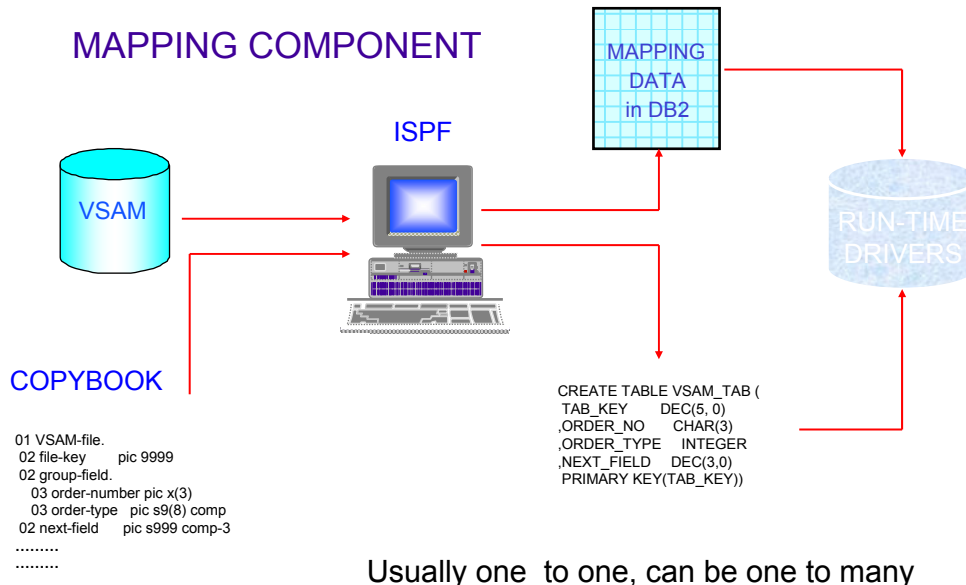 MAPPING COMPONENT
MAPPING
DATA
in DB2
ISPF
VSAM
RUN-TIME
DRIVERS
COPYBOOK
01 VSAM-file.
02 file-key pic 9999
02 group-field.
03 order-number pic x(3)
03 order-type pic s9(8) comp
02 next-field pic s999 comp-3
.........
.........
CREATE TABLE VSAM_TAB (
TAB_KEY DEC(5, 0)
,ORDER_NO CHAR(3)
,ORDER_TYPE INTEGER
,NEXT_FIELD DEC(3,0)
PRIMARY KEY(TAB_KEY))
Usually one to one, can be one to many